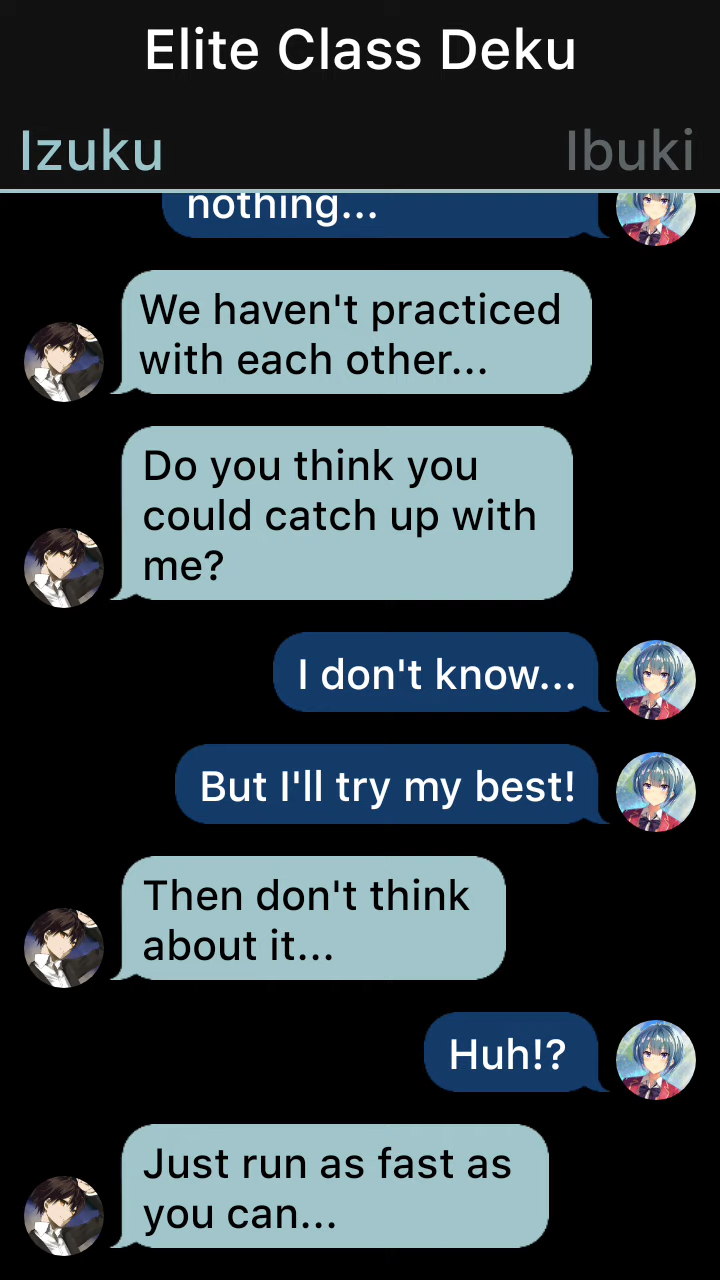 Elite Class Deku
Izuku
Ibuki
nothing...
We haven't practiced
with each other...
Do you think you
could catch up with
me?
I don't know...
But I'll try my best!
Then don't think
about it...
Huh!?
Just run as fast as
you can...